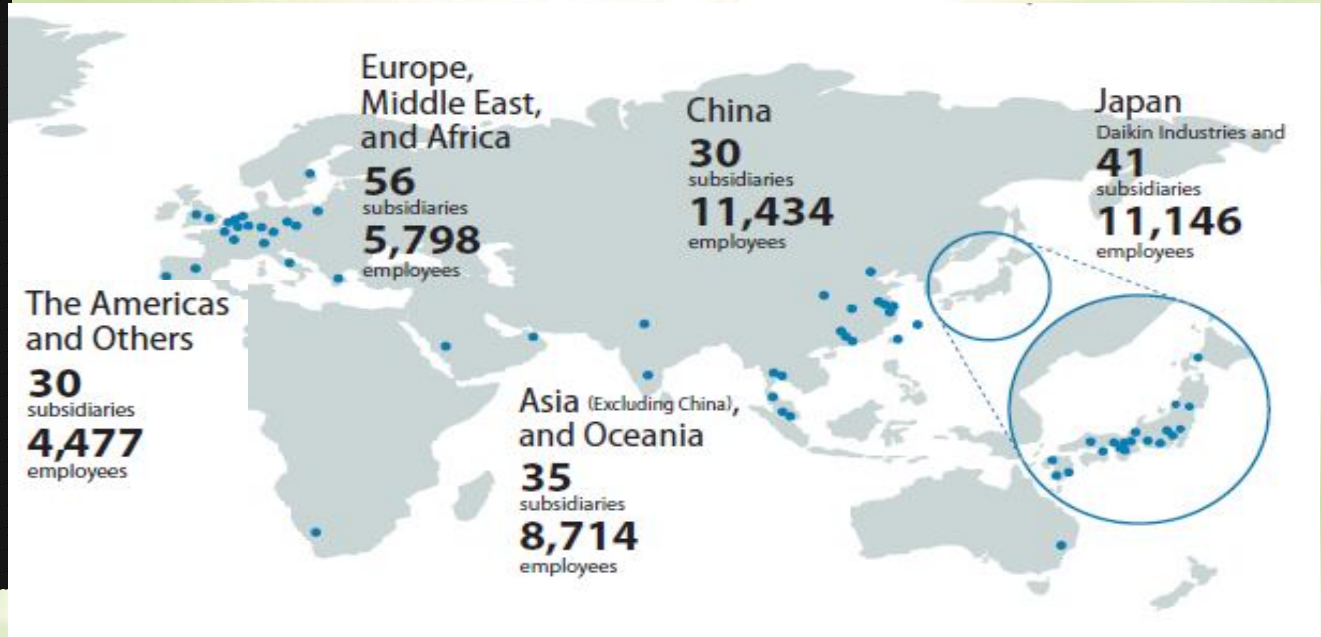 Europe,
Middle East,
and Africa
56
subsidiaries
5,798
employees
China
30
subsidiaries
11,434
employees
Japan
Daikin Industries and
41
subsidiaries
11,146
employees
The Americas
and Others
30
subsidiaries
4,477
employees
Asia (Excluding China),
and Oceania
35
subsidiaries
8,714
employees